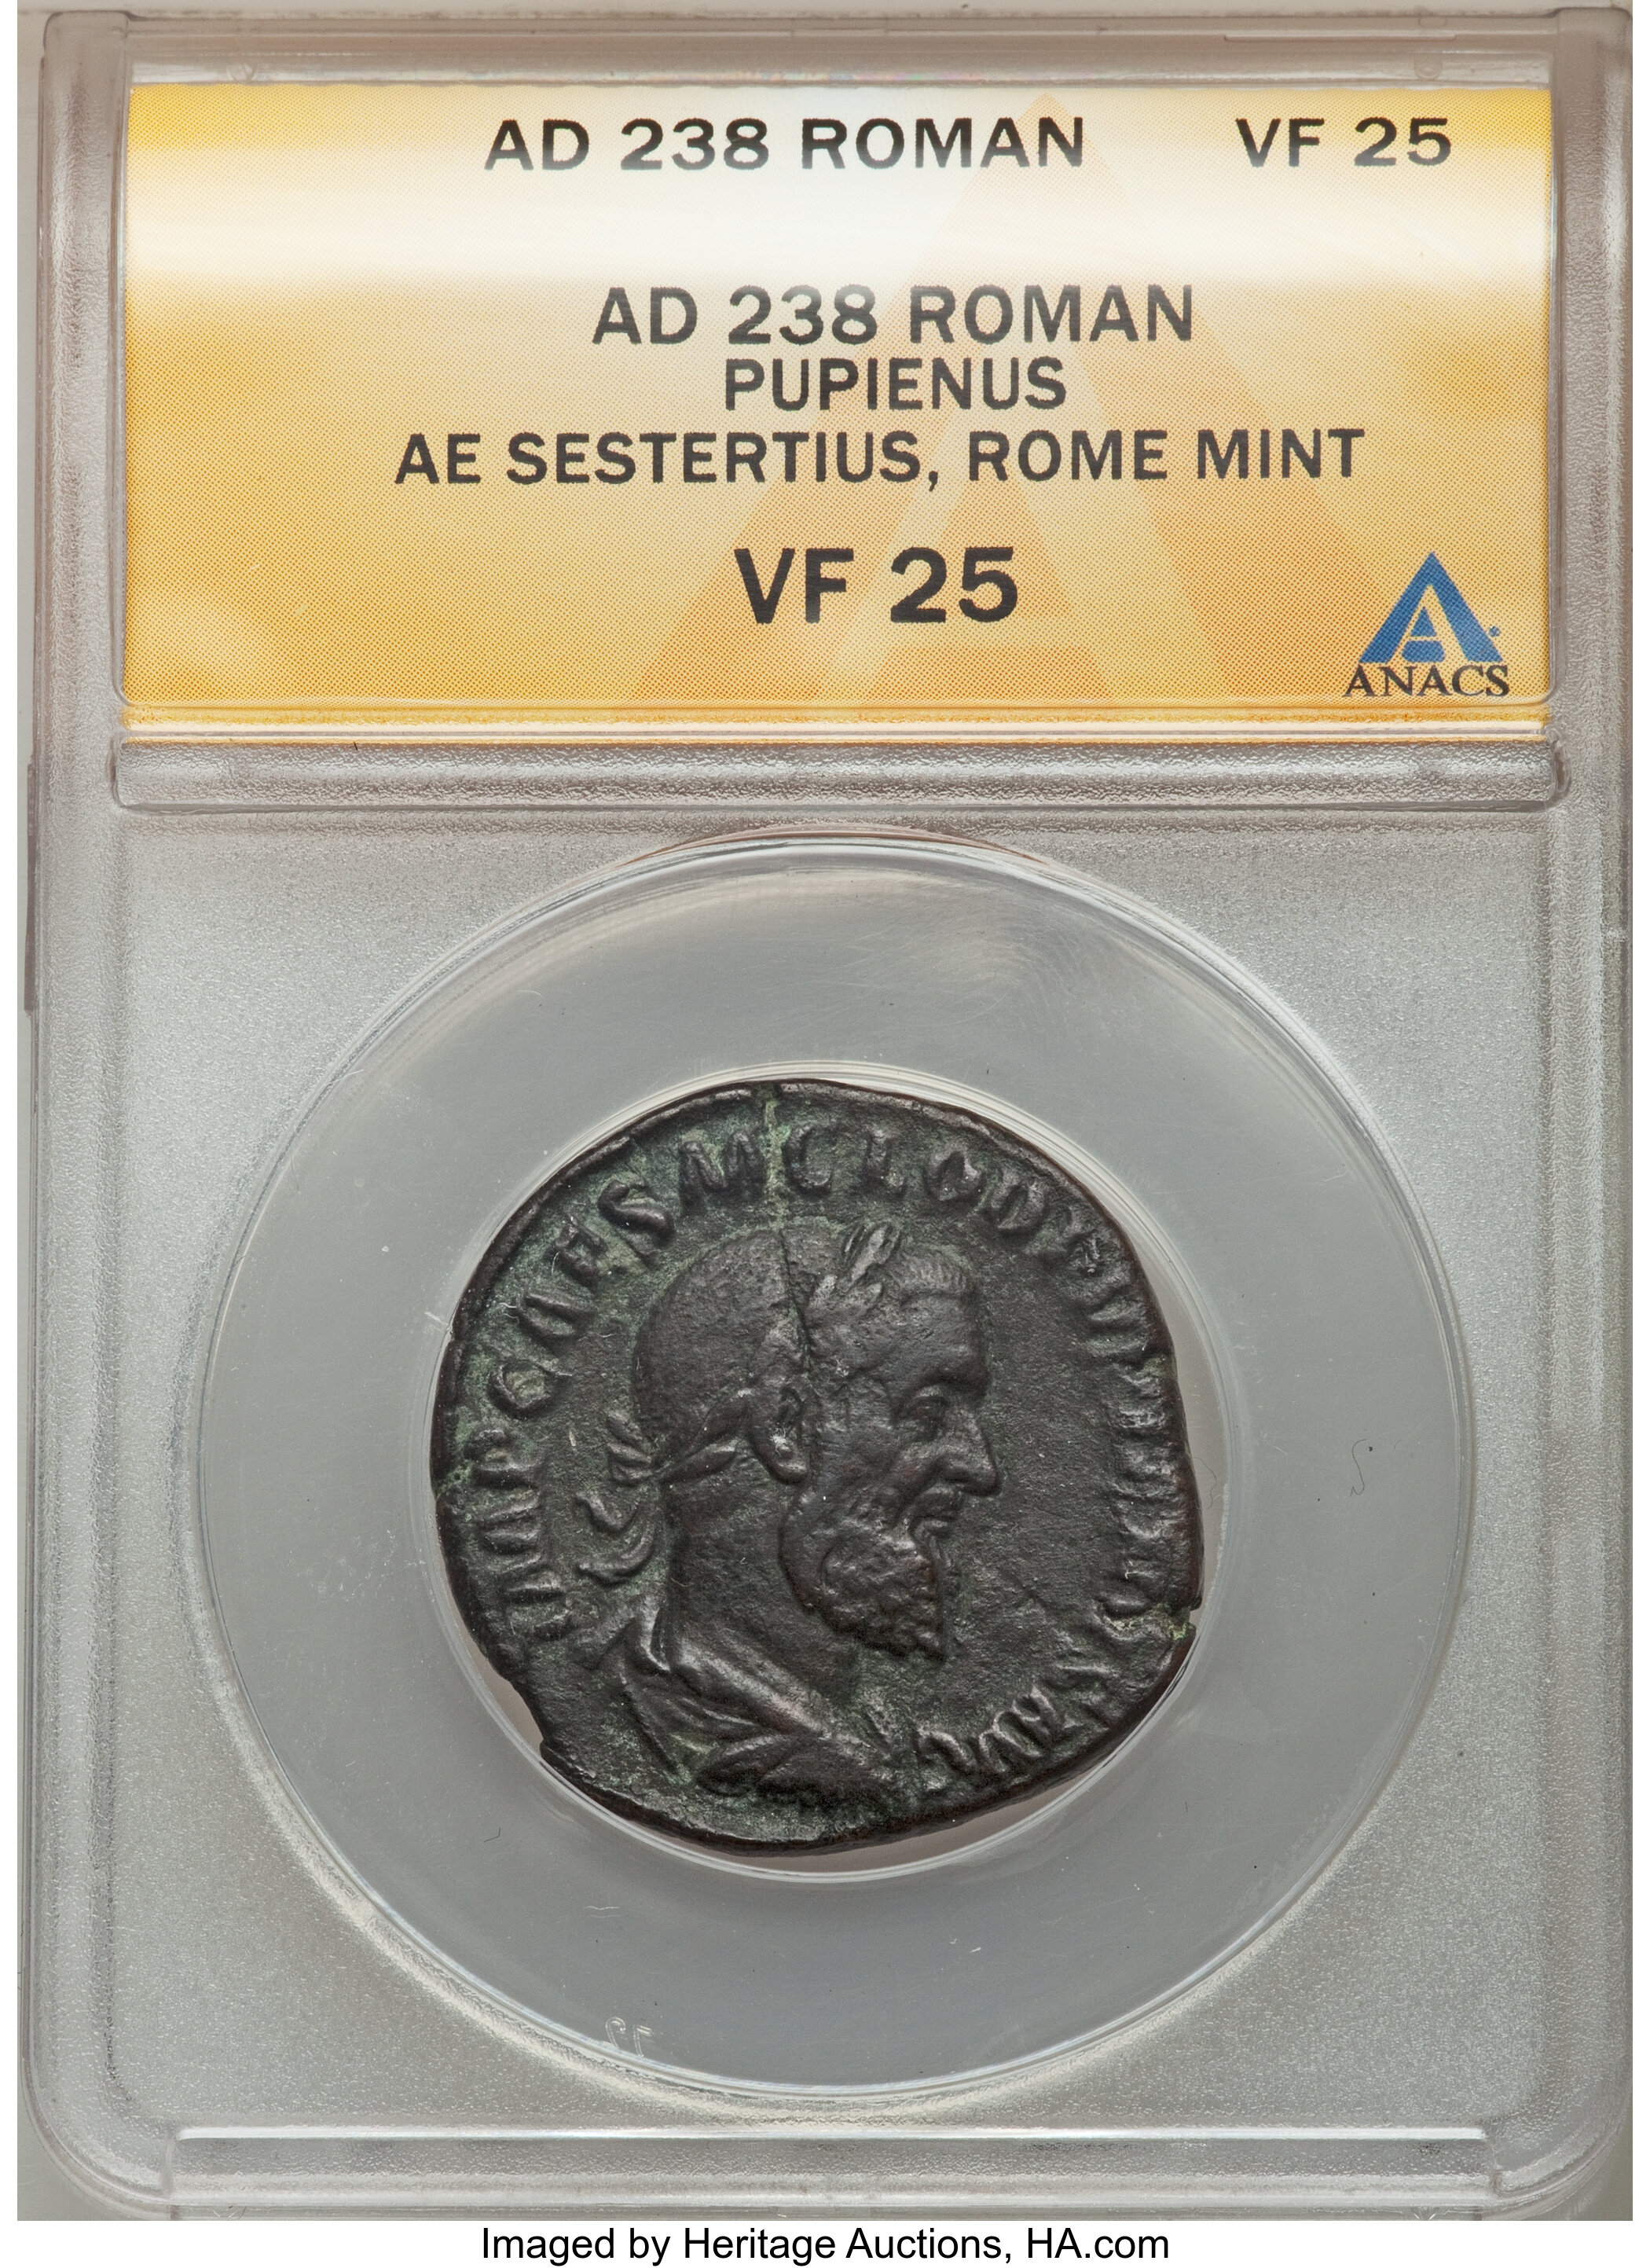 AD 238 ROMAN VF 25
AD 238 ROMAN
PUPIENUS
AE SESTERTIUS, ROME MINT
VF 25
ANACS
IMP CAES M CLOD PVPIENVS AVG
Imaged by Heritage Auctions, HA.com